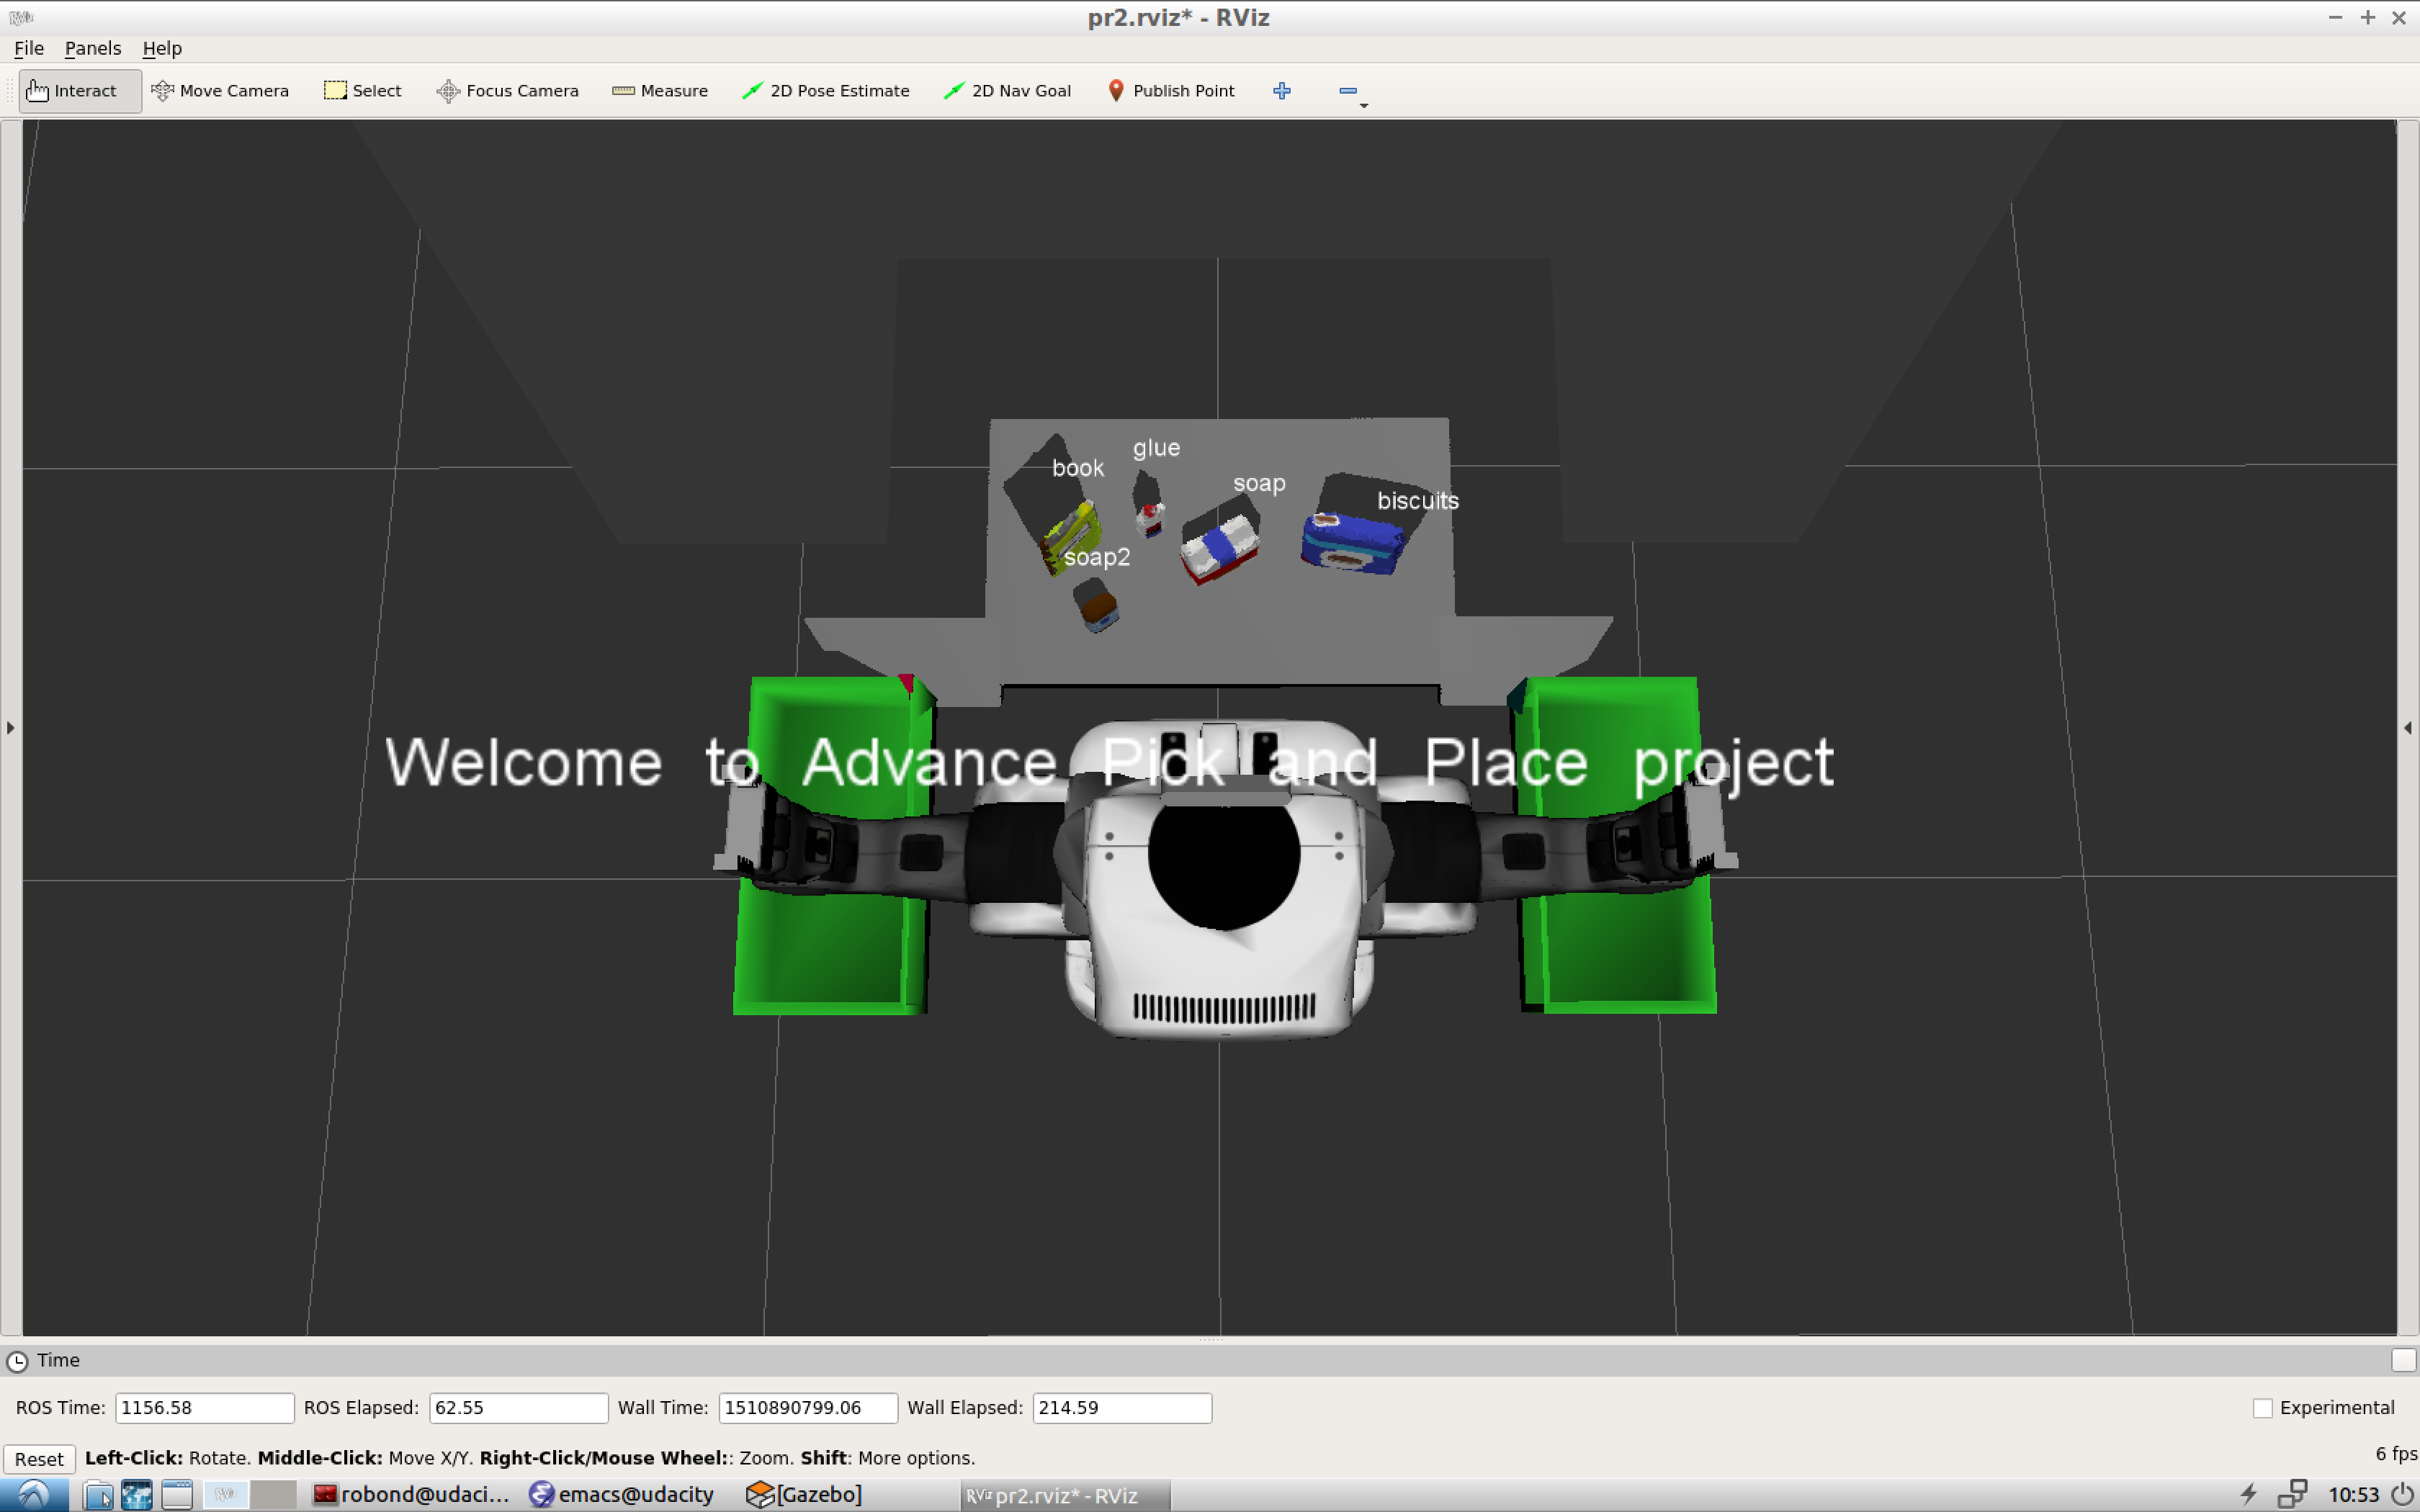 pr2.rviz* - RViz
File Panels Help
Interact Move Camera Select Focus Camera Measure 2D Pose Estimate 2D Nav Goal Publish Point
glue
book
soap
biscuits
soap2
Welcome to Advance Pick and Place project
Time
ROS Time: 1156.58 ROS Elapsed: 62.55 Wall Time: 1510890799.06 Wall Elapsed: 214.59 Experimental
Reset Left-Click: Rotate. Middle-Click: Move X/Y. Right-Click/Mouse Wheel:: Zoom. Shift: More options. 6 fps
robond@udaci... emacs@udacity [Gazebo] RViz pr2.rviz* - RViz 10:53